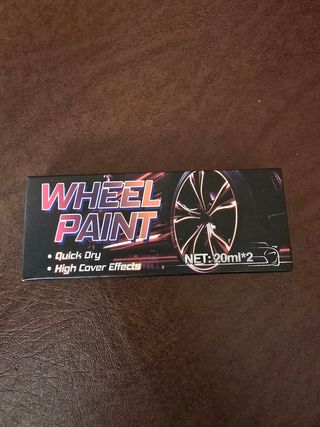 WHEEL
PAINT
• Quick Dry
• High Cover Effects
NET: 20ml*2